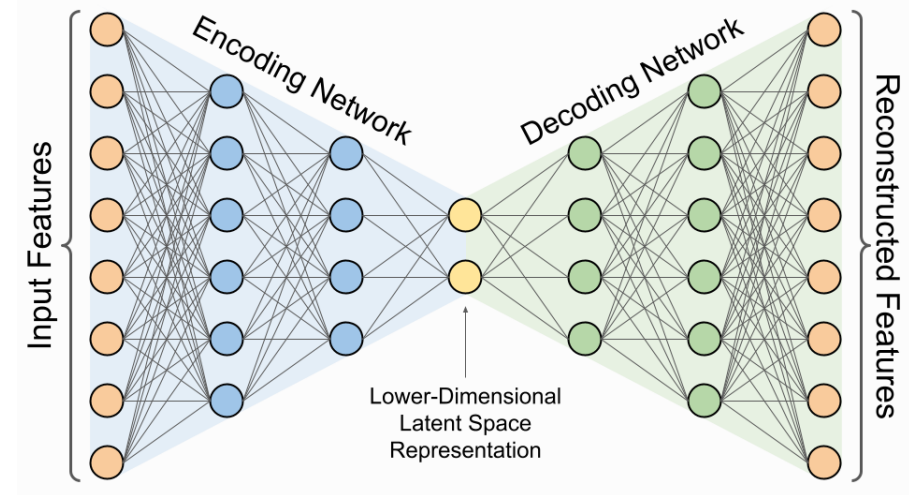 Input Features
Encoding Network
Decoding Network
Reconstructed Features
Lower-Dimensional
Latent Space
Representation